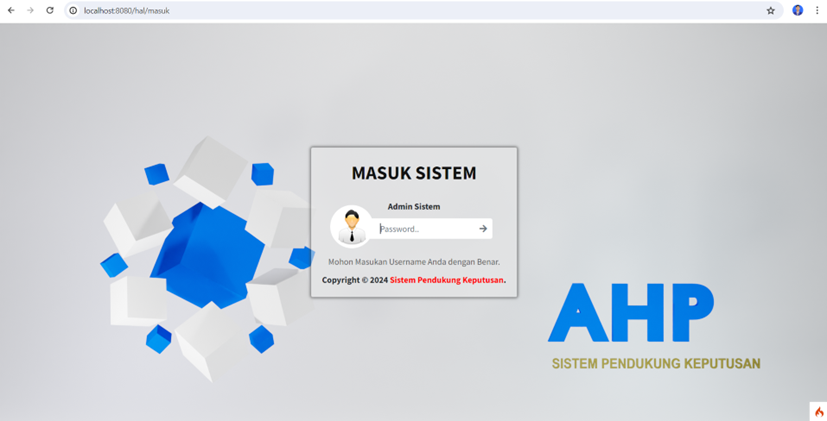 localhost:8080/hal/masuk
MASUK SISTEM
Admin Sistem
Password..
Mohon Masukan Username Anda dengan Benar.
Copyright © 2024 Sistem Pendukung Keputusan.
AHP
SISTEM PENDUKUNG KEPUTUSAN